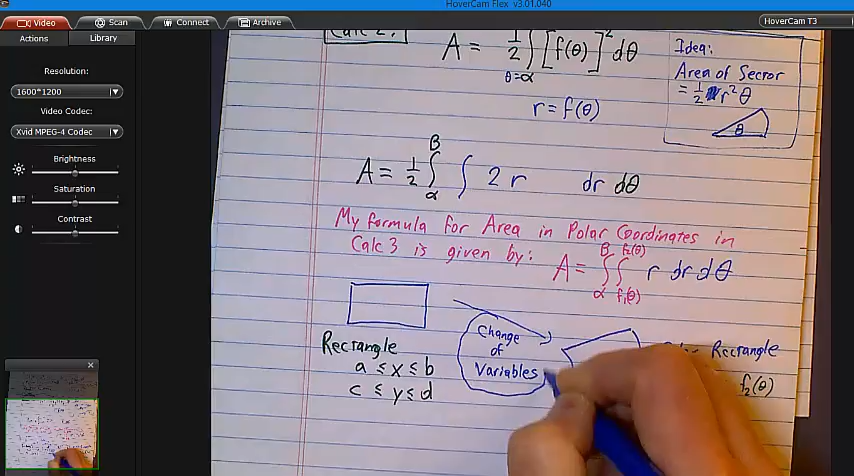 HoverCam Flex v3.01.040
Video Scan Connect Archive HoverCam T3
Actions Library
Resolution:
1600*1200
Video Codec:
Xvid MPEG-4 Codec
Brightness
Saturation
Contrast
Calc 2:
A = 1/2 ∫ θ=α [f(θ)]² dθ
r = f(θ)
Idea:
Area of Sector
= 1/2 r² θ
θ
A = 1/2 ∫ α β ∫ 2 r dr dθ
My formula for Area in Polar Coordinates in
Calc 3 is given by:
A = ∫ α β ∫ f₁(θ) f₂(θ) r dr dθ
Rectangle
a ≤ x ≤ b
c ≤ y ≤ d
Change
of
Variables
Rectangle
f₂(θ)